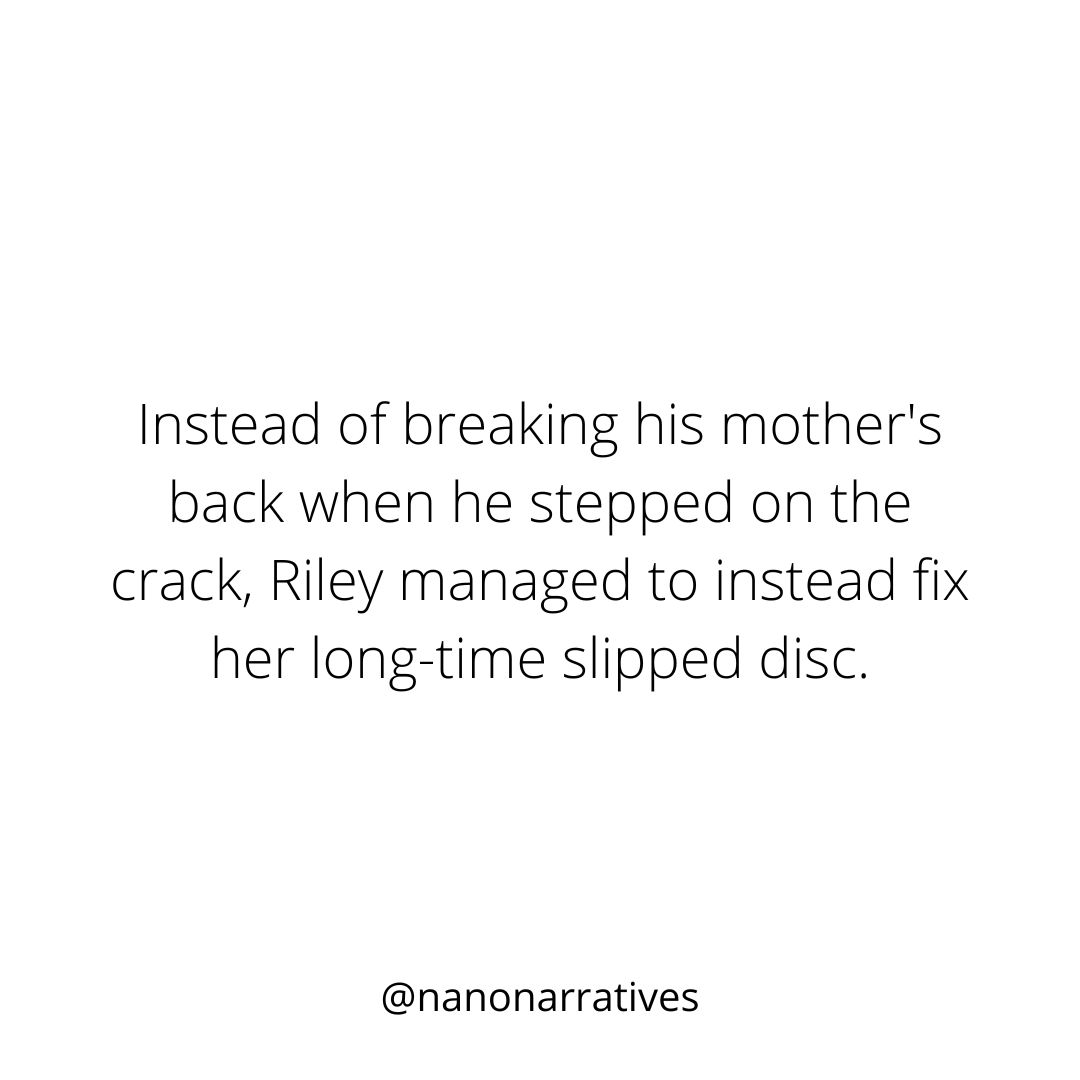 Instead of breaking his mother's
back when he stepped on the
crack, Riley managed to instead fix
her long-time slipped disc.
@nanonarratives